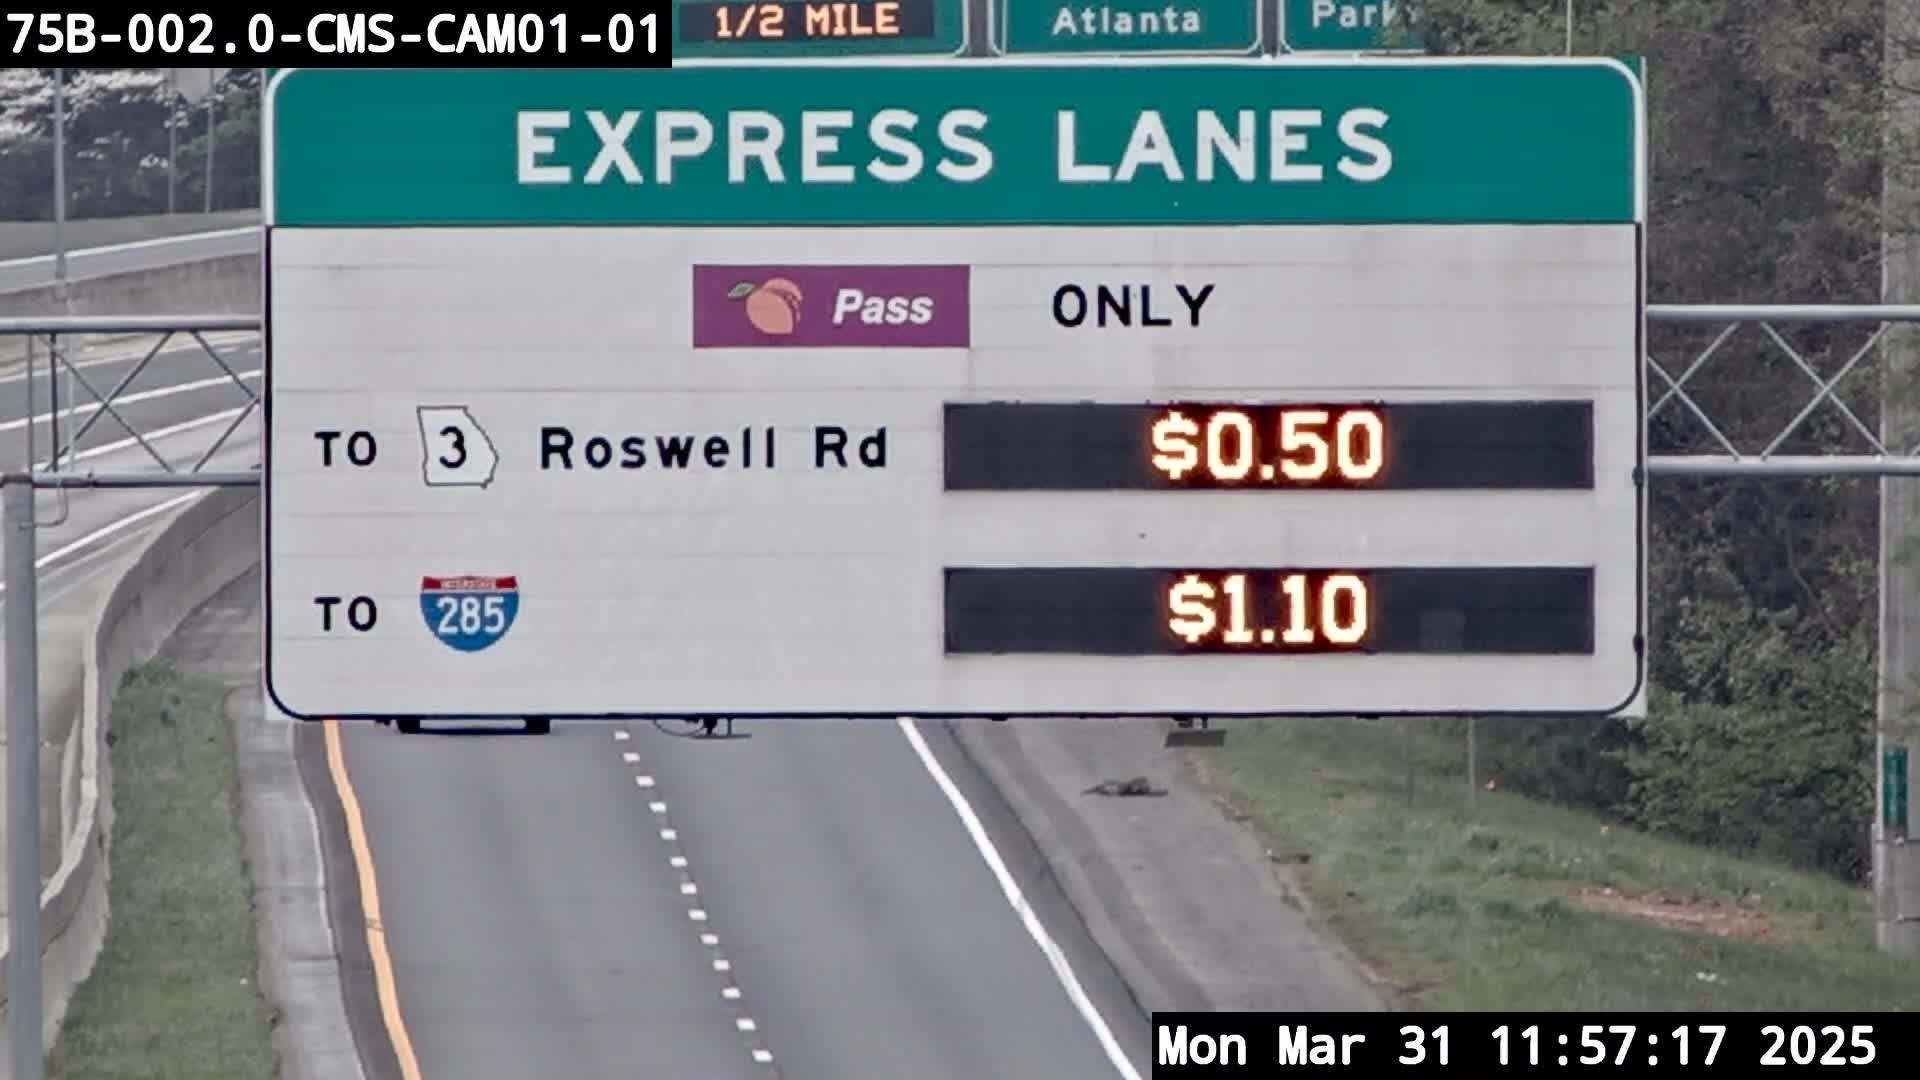 75B-002.0-CMS-CAM01-01
1/2 MILE
Atlanta
EXPRESS LANES
Pass ONLY
TO 3 Roswell Rd $0.50
TO 285 $1.10
Mon Mar 31 11:57:17 2025